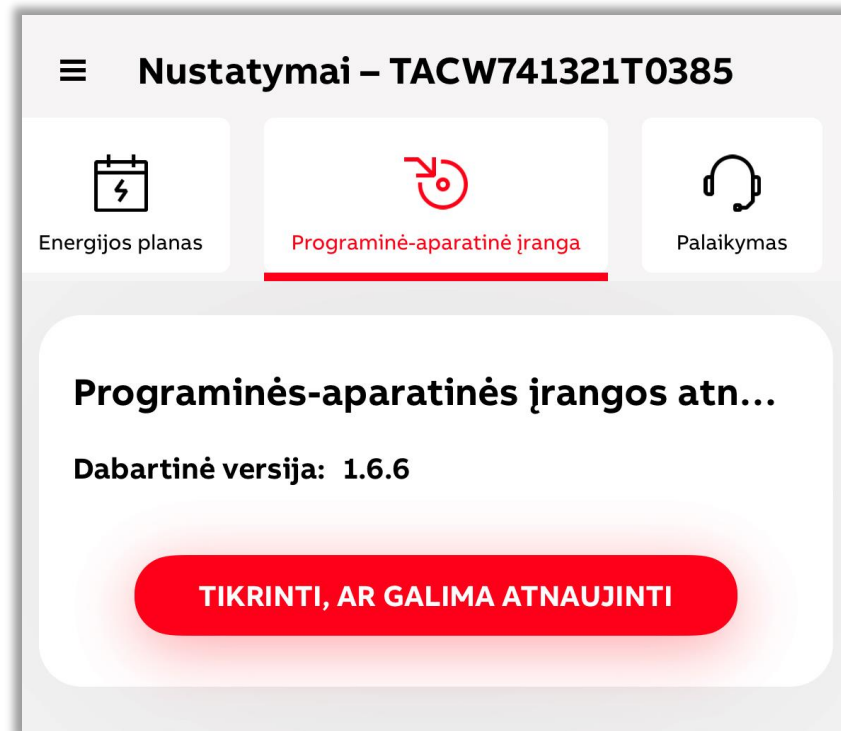 Nustatymai – TACW741321T0385
Energijos planas
Programinė-aparatinė įranga
Palaikymas
Programinės-aparatinės įrangos atn...
Dabartinė versija: 1.6.6
TIKRINTI, AR GALIMA ATNAUJINTI